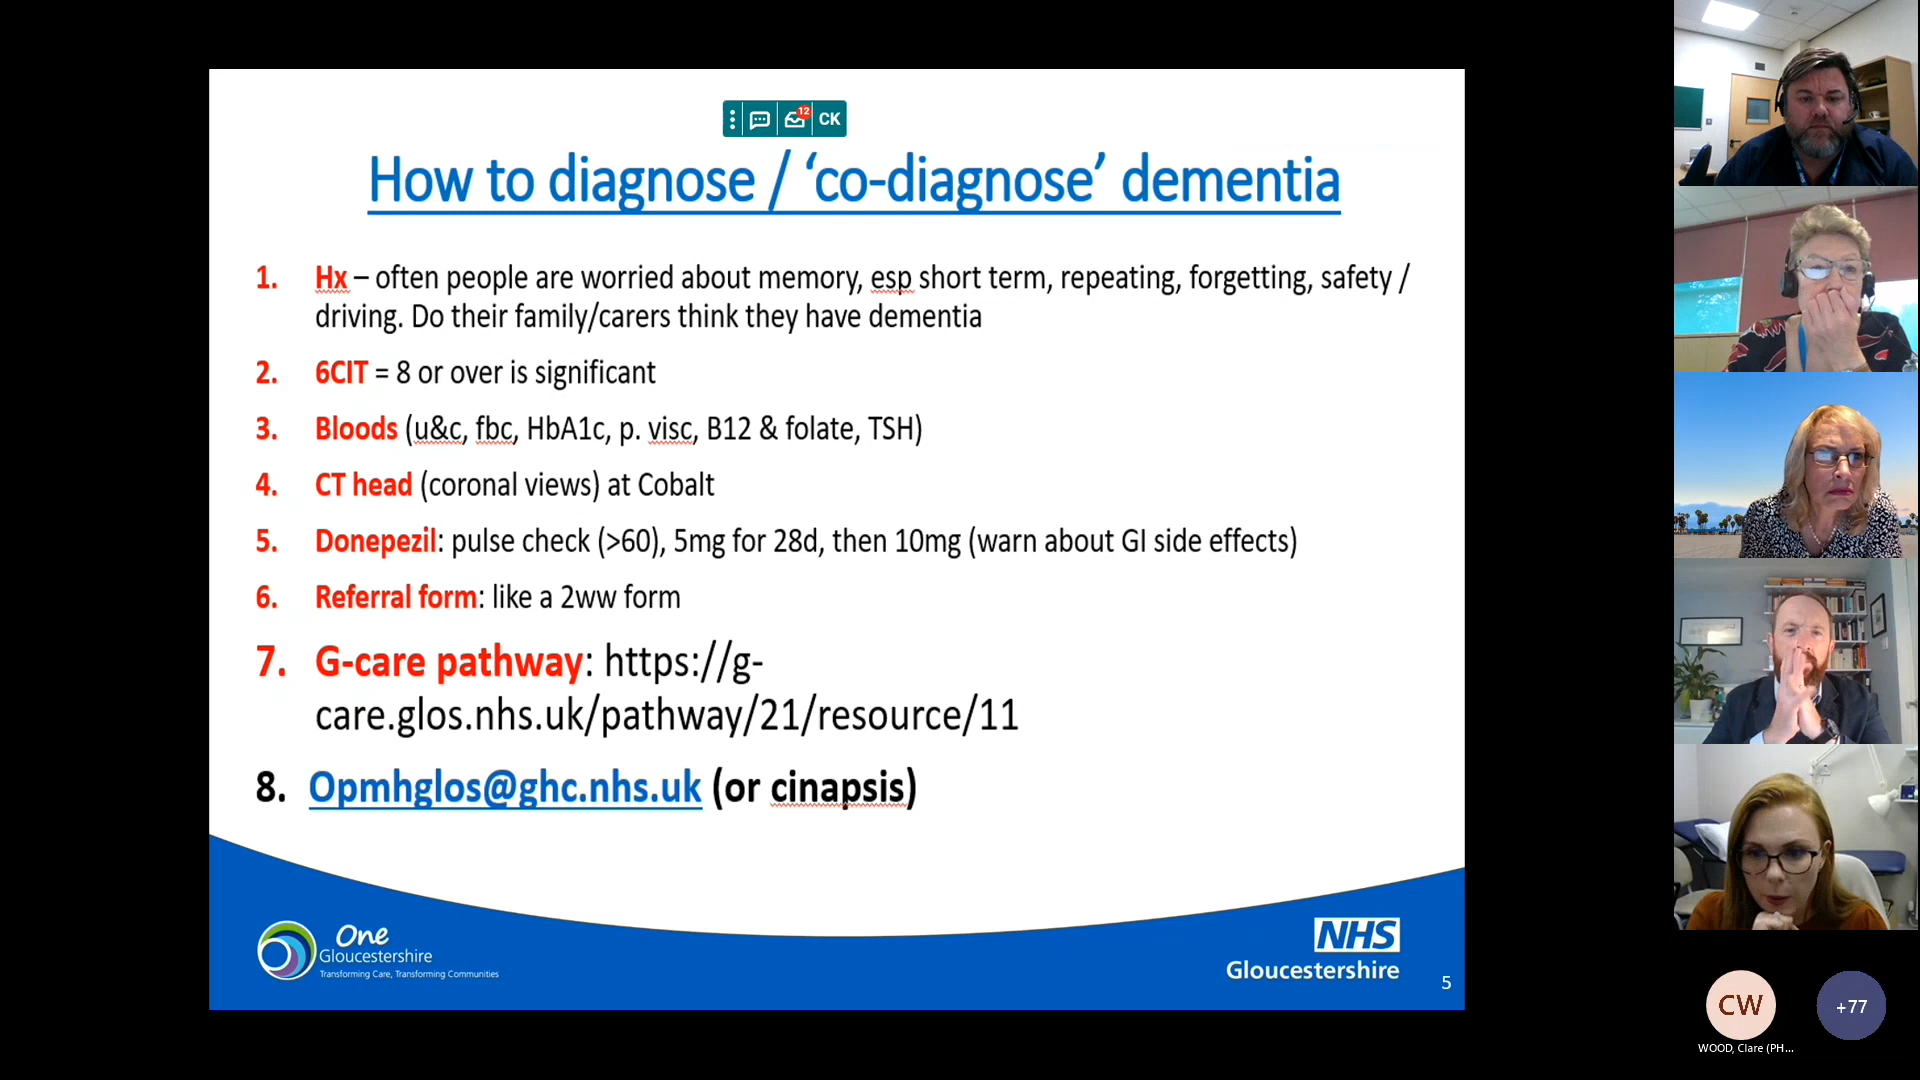 12
CK
How to diagnose / ‘co-diagnose’ dementia
1. Hx – often people are worried about memory, esp short term, repeating, forgetting, safety /
driving. Do their family/carers think they have dementia
2. 6CIT = 8 or over is significant
3. Bloods (u&c, fbc, HbA1c, p. visc, B12 & folate, TSH)
4. CT head (coronal views) at Cobalt
5. Donepezil: pulse check (>60), 5mg for 28d, then 10mg (warn about GI side effects)
6. Referral form: like a 2ww form
7. G-care pathway: https://g-
care.glos.nhs.uk/pathway/21/resource/11
8. Opmhglos@ghc.nhs.uk (or cinapsis)
One
Gloucestershire
Transforming Care, Transforming Communities
NHS
Gloucestershire
5
CW
+77
WOOD, Clare (PH...